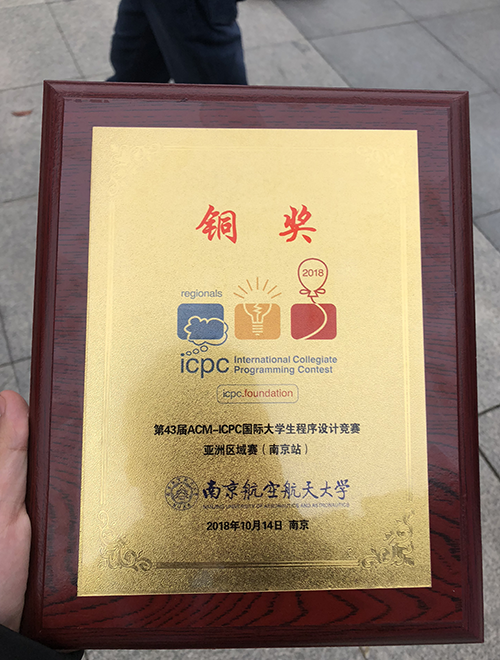 铜奖
2018
regionals
icpc International Collegiate
Programming Contest
icpc.foundation
第43届ACM-ICPC国际大学生程序设计竞赛
亚洲区域赛（南京站）
南京航空航天大学
NANJING UNIVERSITY OF AERONAUTICS AND ASTRONAUTICS
2018年10月14日 南京